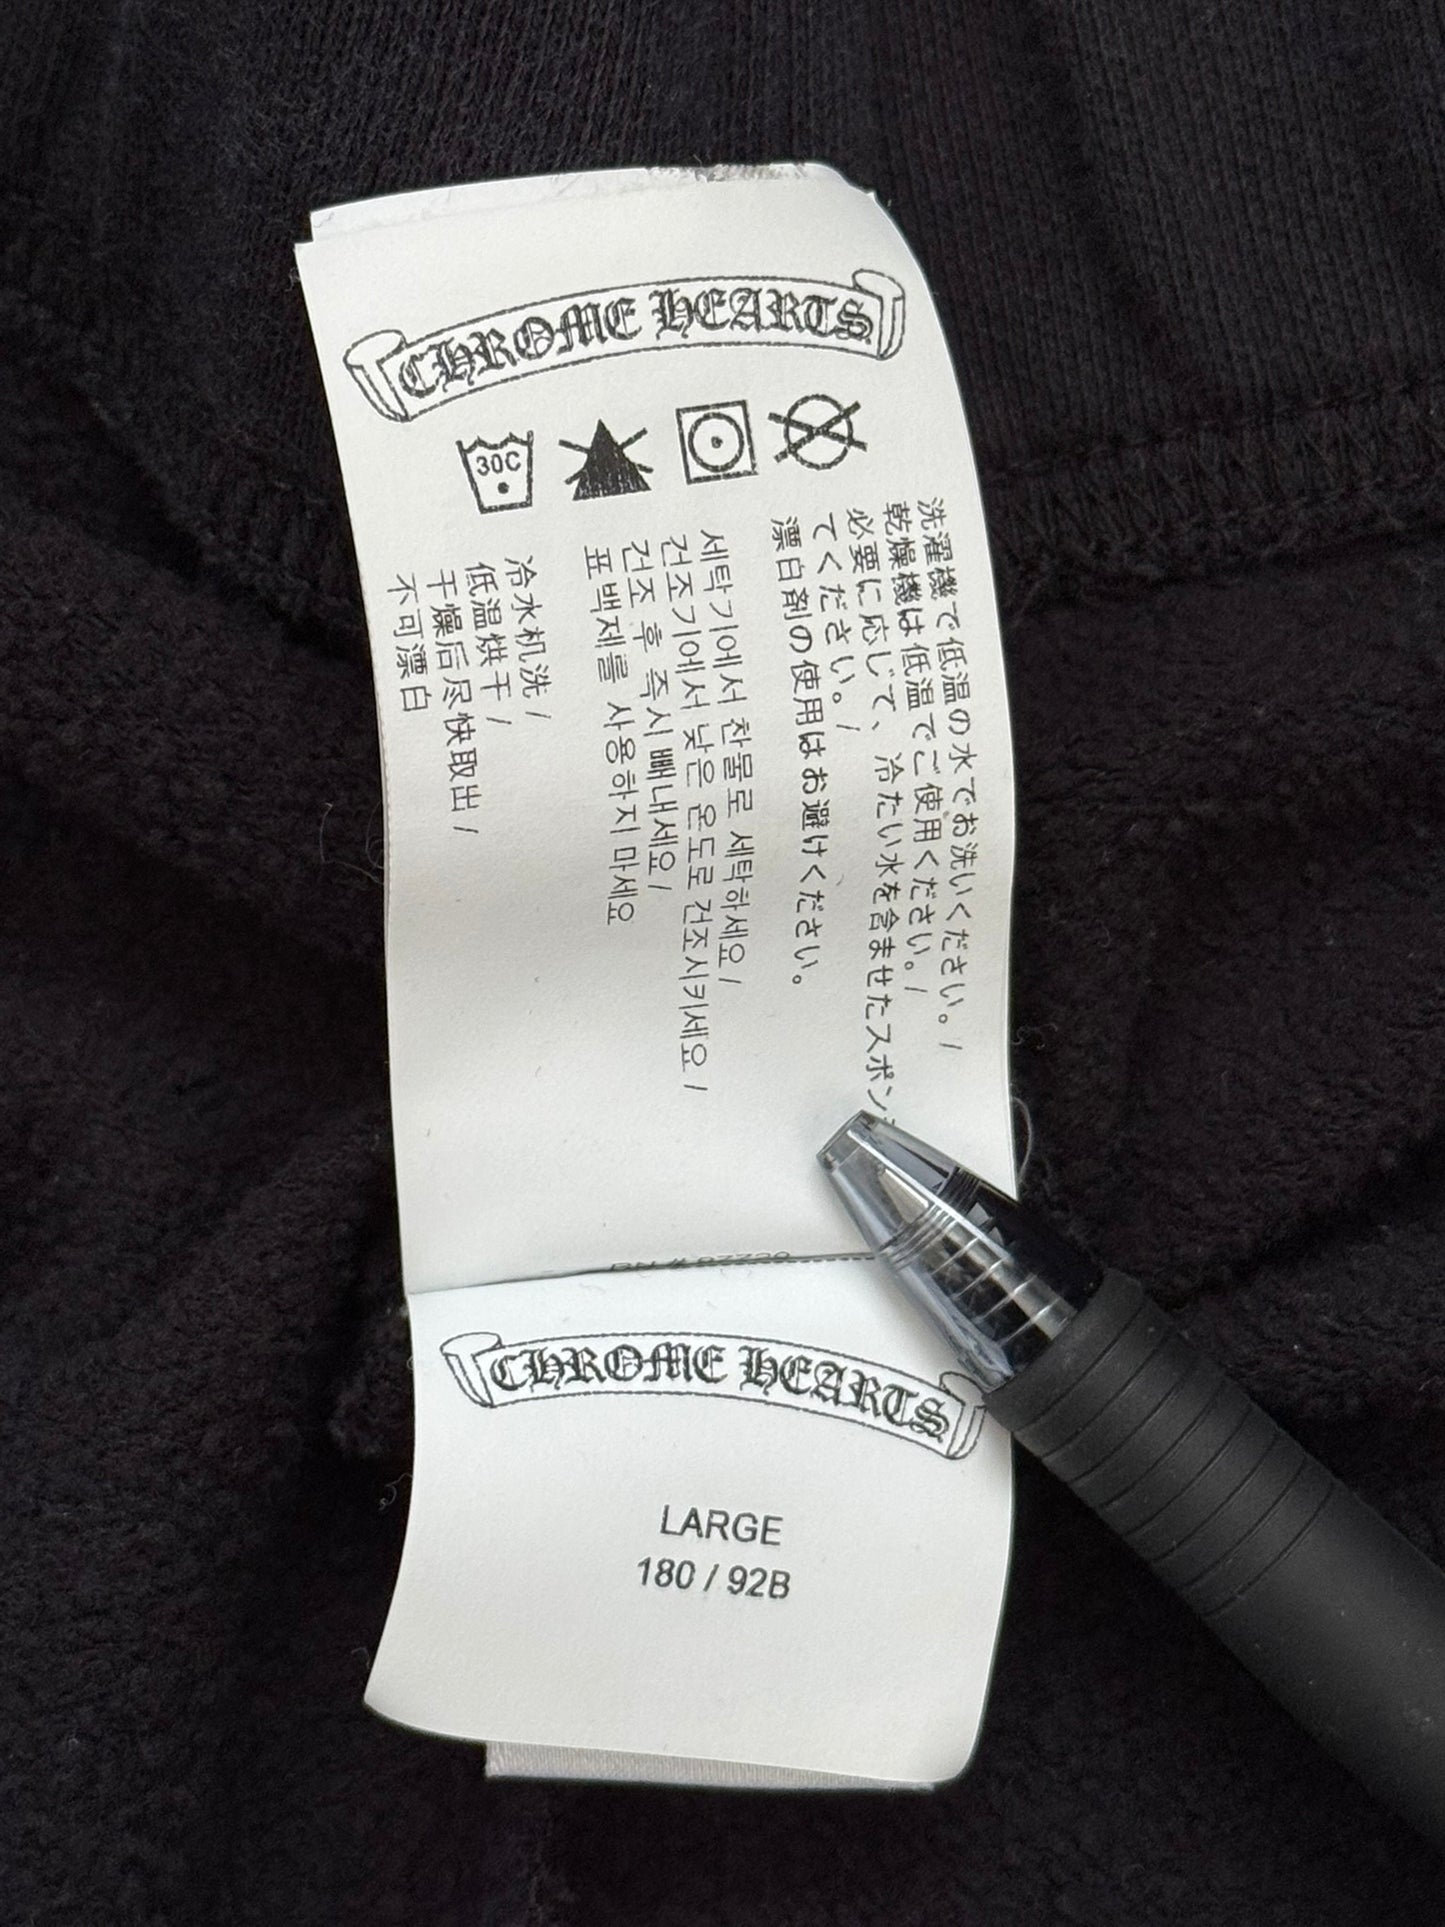 CHROME HEARTS
30C
洗濯機で低温の水でお洗いください。/
乾燥機は低温でご使用ください。/
必要に応じて、冷たい水を含ませたスポン
てください。/
漂白剤の使用はお避けください。
세탁기에서 찬물로 세탁하세요 /
건조기에서 낮은 온도로 건조시키세요 /
건조 후 즉시 빼내세요 /
표백제를 사용하지 마세요
冷水机洗 /
低温烘干 /
干燥后尽快取出 /
不可漂白
CHROME HEARTS
LARGE
180 / 92B